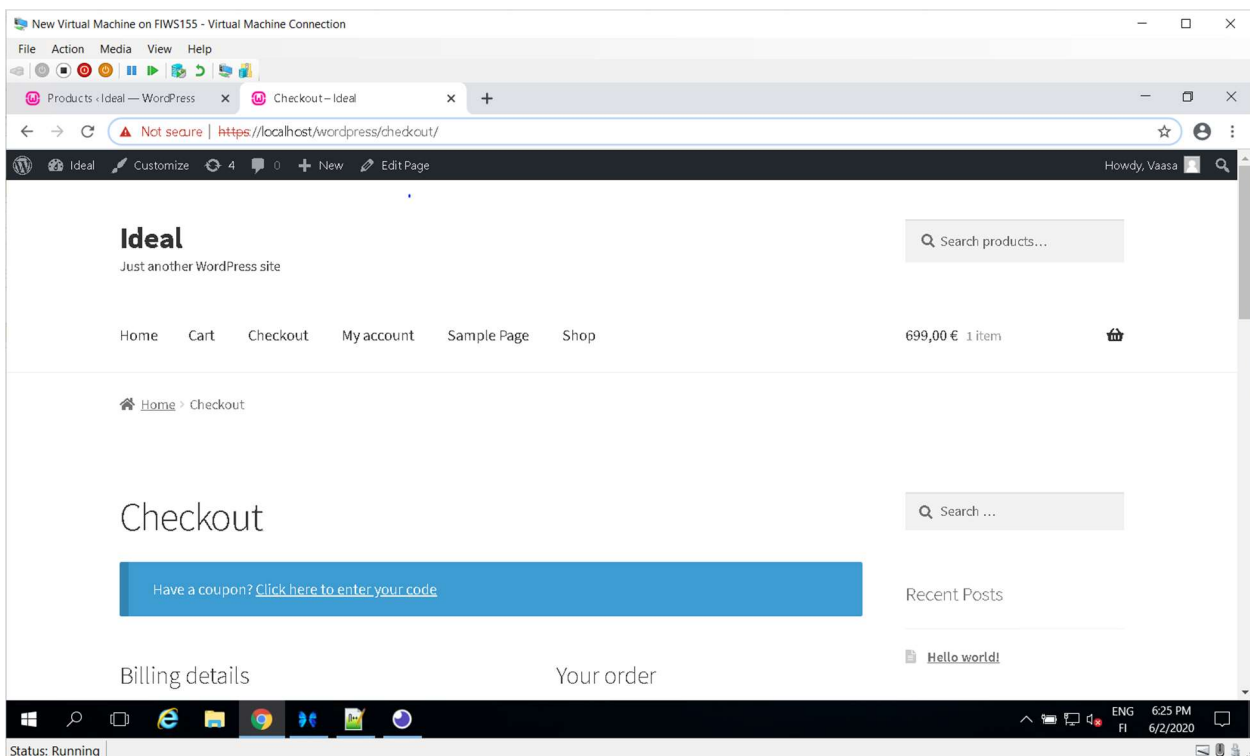 New Virtual Machine on FIWS155 - Virtual Machine Connection
File Action Media View Help
Products ‹ Ideal — WordPress
Checkout – Ideal
Not secure | https://localhost/wordpress/checkout/
Ideal Customize 4 0 New Edit Page Howdy, Vaasa
Ideal
Search products…
Just another WordPress site
Home Cart Checkout My account Sample Page Shop 699,00 € 1 item
Home Checkout
Checkout
Search …
Have a coupon? Click here to enter your code
Recent Posts
Hello world!
Billing details Your order
ENG 6:25 PM
FI 6/2/2020
Status: Running